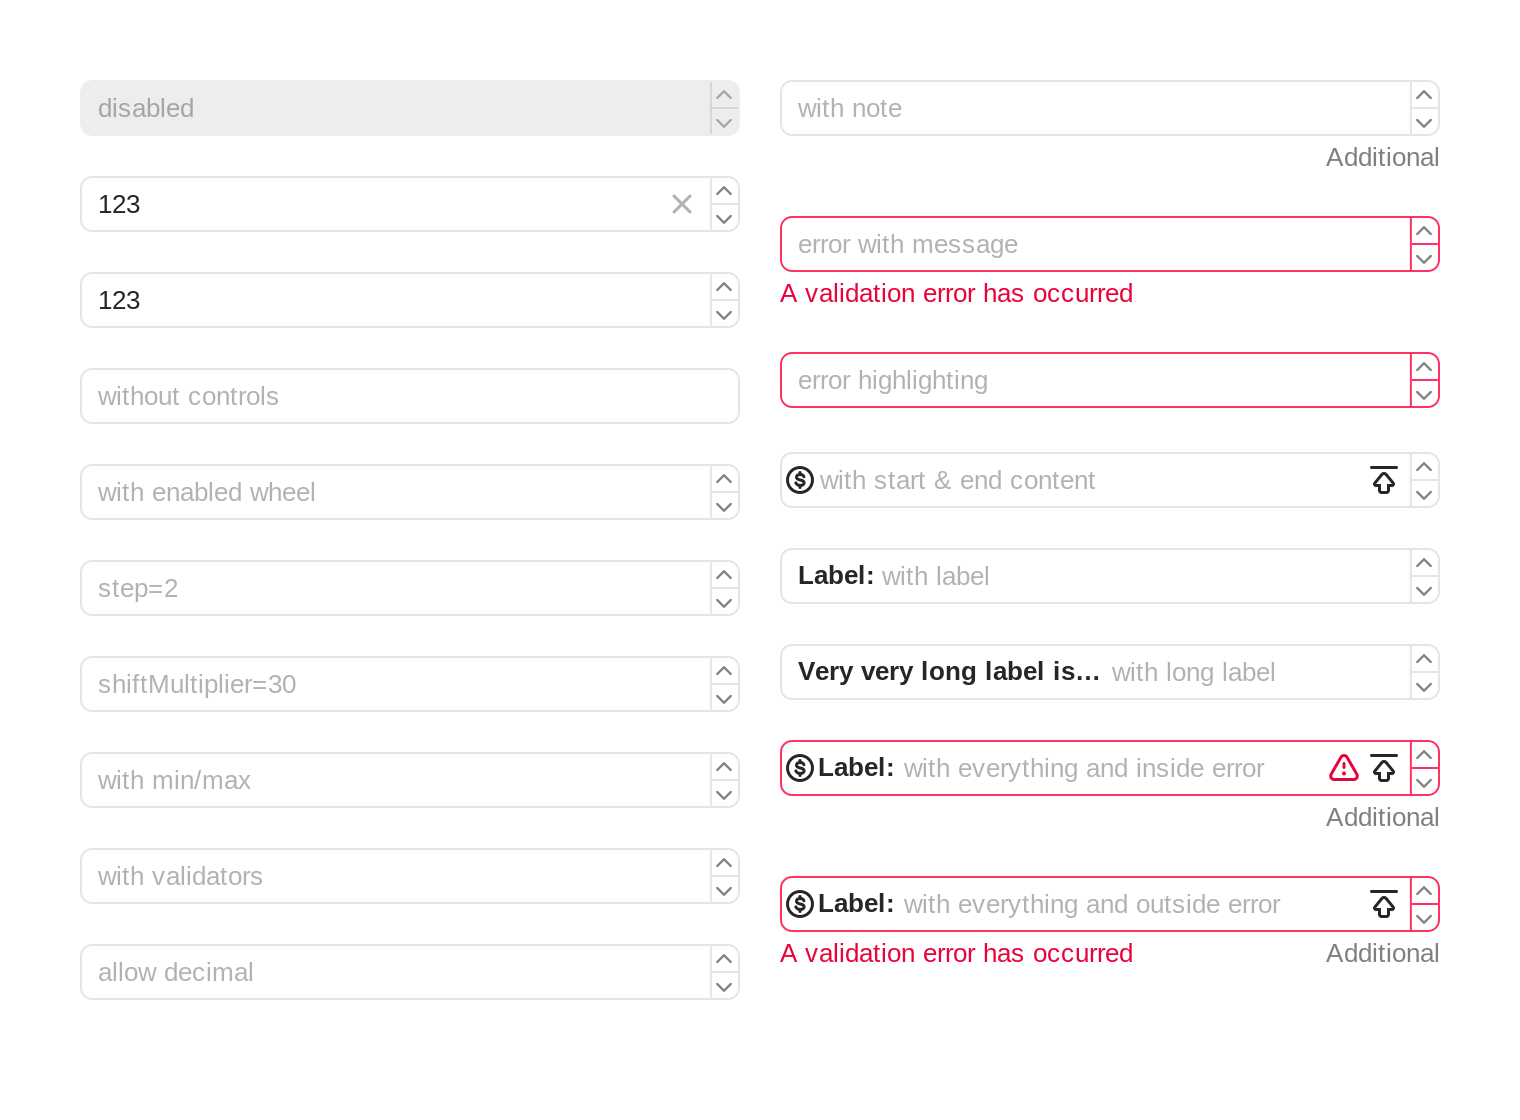 disabled
123
123
without controls
with enabled wheel
step=2
shiftMultiplier=30
with min/max
with validators
allow decimal
with note
Additional
error with message
A validation error has occurred
error highlighting
with start & end content
Label: with label
Very very long label is... with long label
Label: with everything and inside error
Additional
Label: with everything and outside error
A validation error has occurred Additional